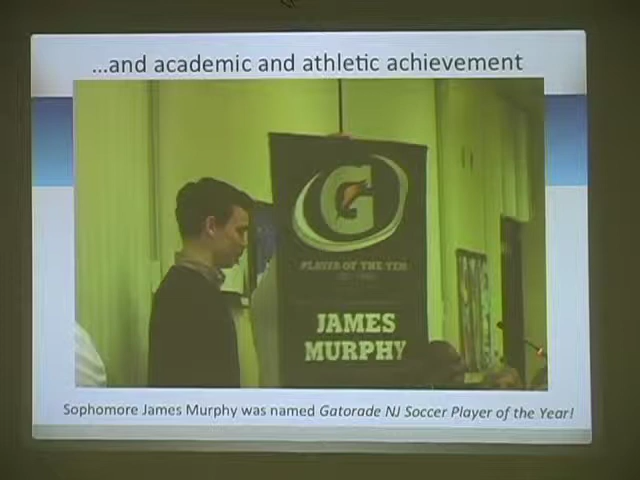 ...and academic and athletic achievement
G
PLAYER OF THE YEAR
JAMES
MURPHY
Sophomore James Murphy was named Gatorade NJ Soccer Player of the Year!